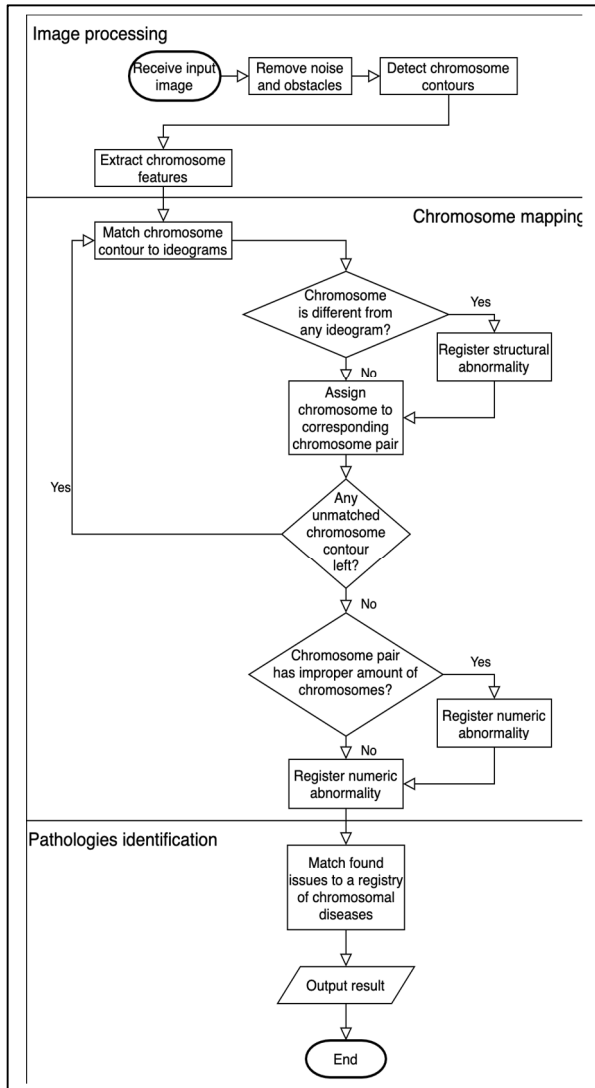 Image processing
Receive input
image
Remove noise
and obstacles
Detect chromosome
contours
Extract chromosome
features
Chromosome mapping
Match chromosome
contour to ideograms
Chromosome
is different from
any ideogram?
Yes
Register structural
abnormality
No
Assign
chromosome to
corresponding
chromosome pair
Yes
Any
unmatched
chromosome
contour
left?
No
Chromosome pair
has improper amount of
chromosomes?
Yes
Register numeric
abnormality
No
Register numeric
abnormality
Pathologies identification
Match found
issues to a registry
of chromosomal
diseases
Output result
End